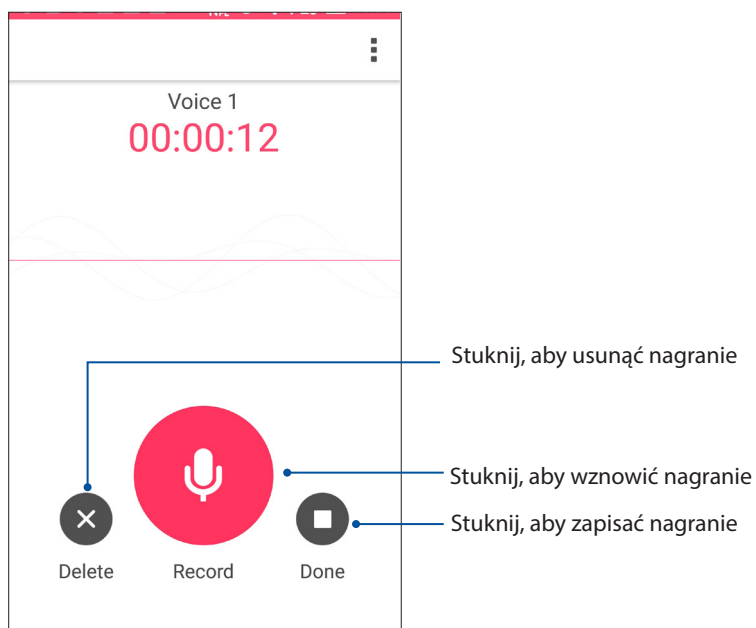 Voice 1
00:00:12
Stuknij, aby usunąć nagranie
Stuknij, aby wznowić nagranie
Stuknij, aby zapisać nagranie
Delete
Record
Done